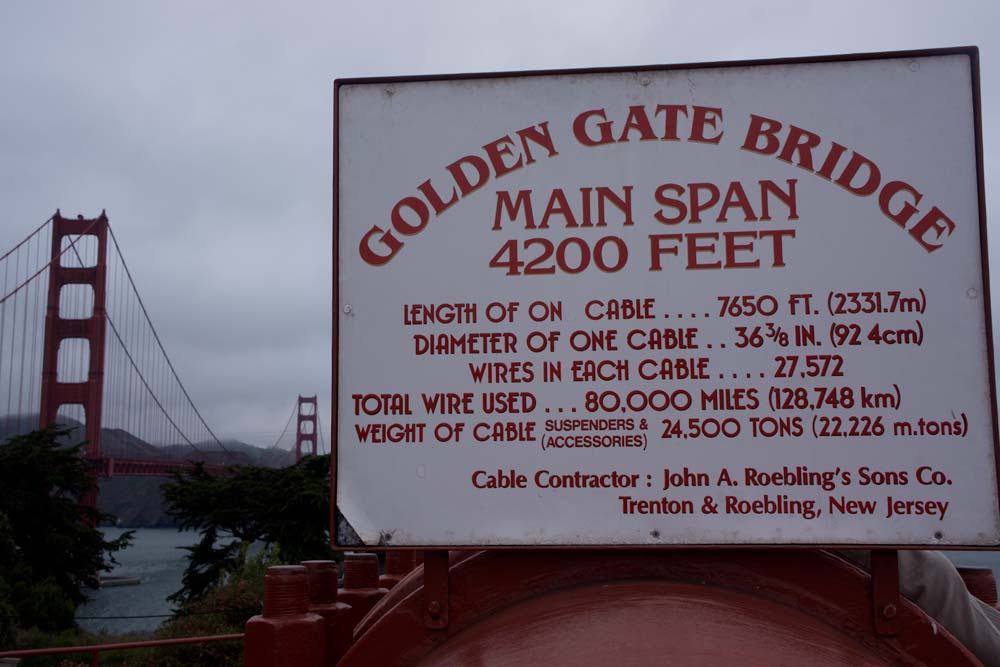 GOLDEN GATE BRIDGE
MAIN SPAN
4200 FEET
LENGTH OF ON CABLE .... 7650 FT. (2331.7m)
DIAMETER OF ONE CABLE .. 36 3/8 IN. (92 4cm)
WIRES IN EACH CABLE .... 27,572
TOTAL WIRE USED ... 80,000 MILES (128,748 km)
WEIGHT OF CABLE SUSPENDERS & (ACCESSORIES) 24,500 TONS (22,226 m.tons)
Cable Contractor : John A. Roebling's Sons Co.
Trenton & Roebling, New Jersey